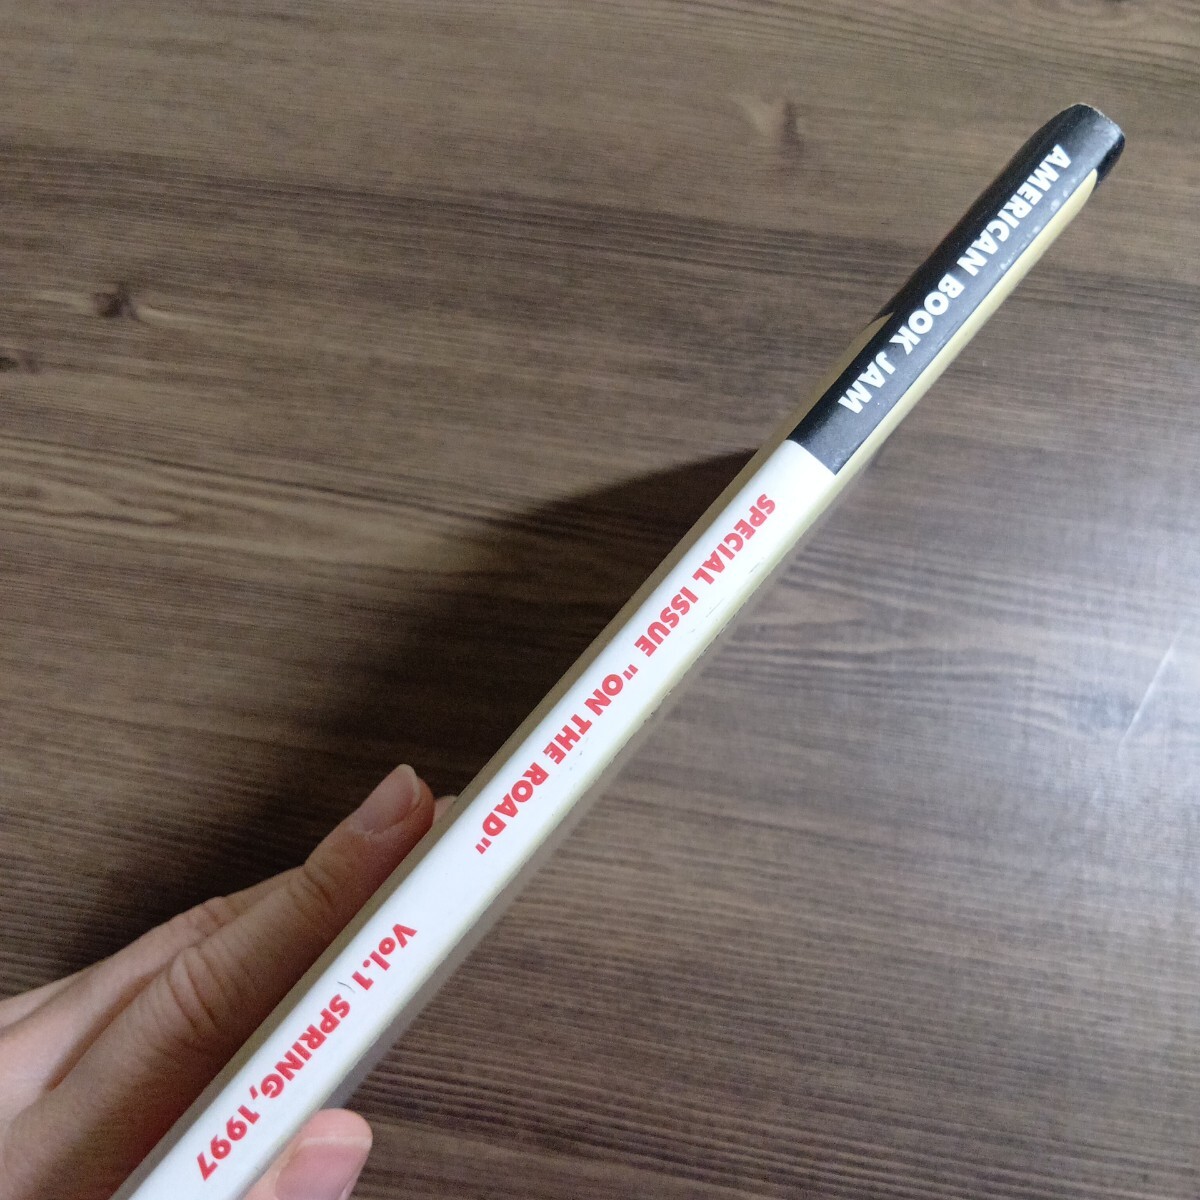 AMERICAN BOOK JAM
SPECIAL ISSUE "ON THE ROAD"
Vol.1 SPRING, 1997